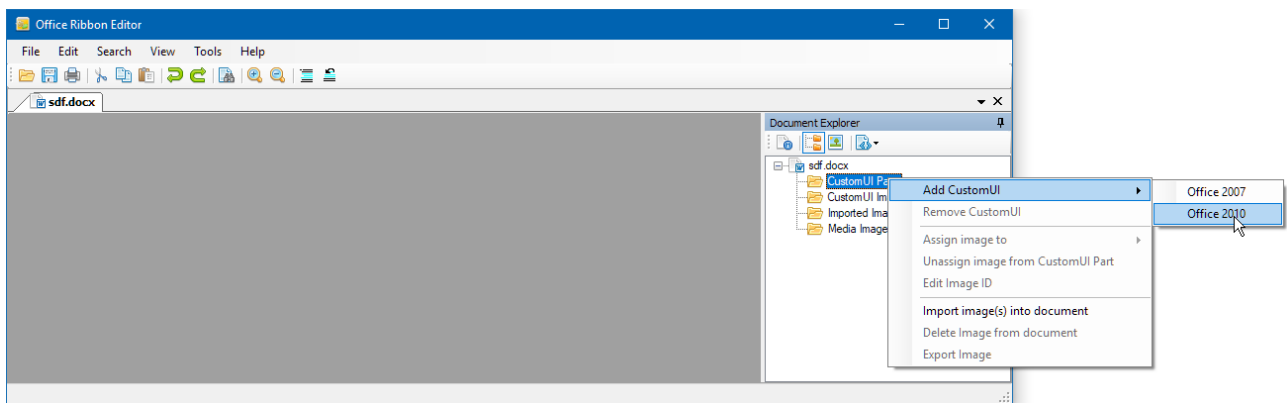 Office Ribbon Editor
File Edit Search View Tools Help
sdf.docx
Document Explorer
sdf.docx
CustomUI Pa
CustomUI Im
Imported Ima
Media Image
Add CustomUI
Remove CustomUI
Assign image to
Unassign image from CustomUI Part
Edit Image ID
Import image(s) into document
Delete Image from document
Export Image
Office 2007
Office 2010